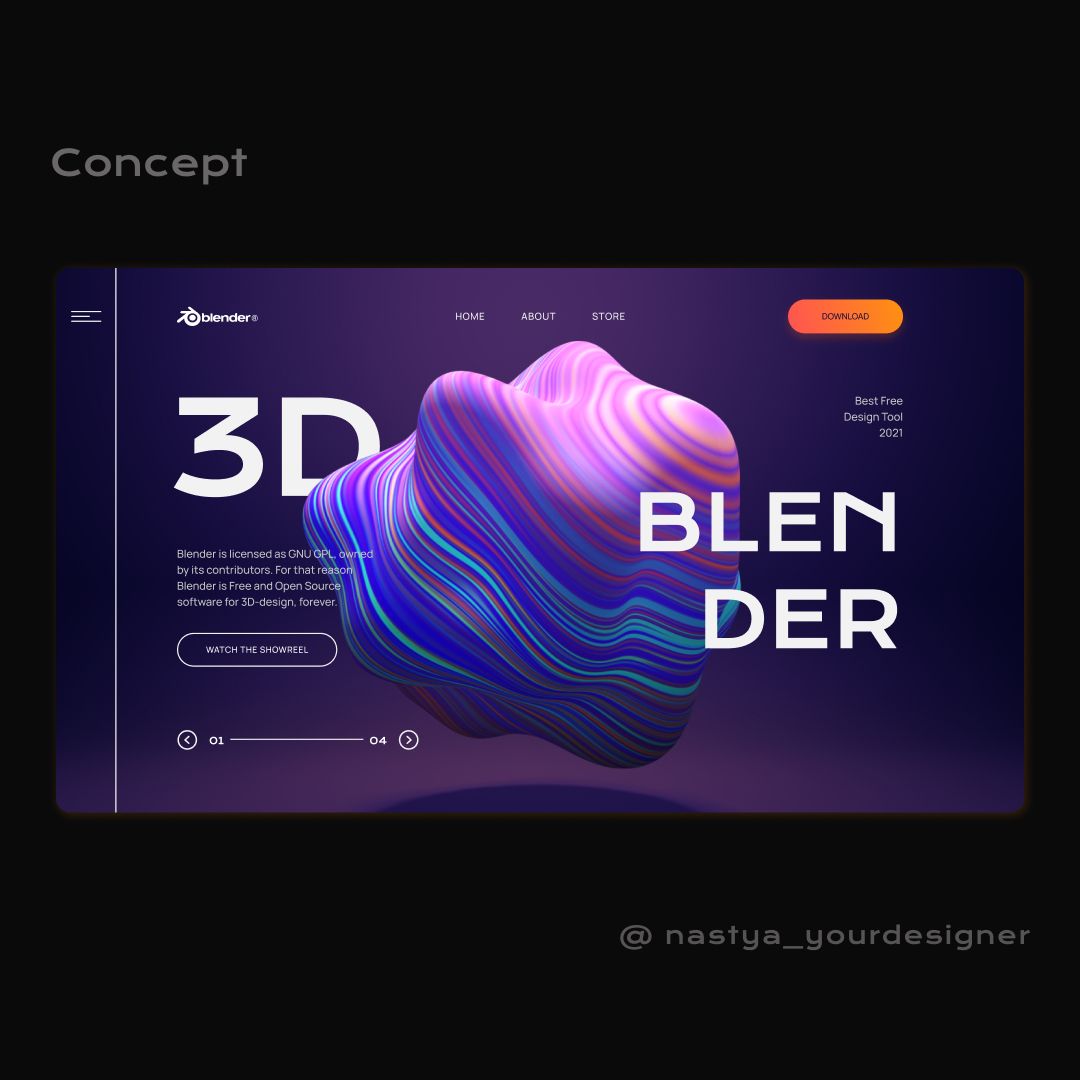 Concept
blender®
HOME
ABOUT
STORE
DOWNLOAD
3D
Best Free
Design Tool
2021
BLEN
DER
Blender is licensed as GNU GPL, owned
by its contributors. For that reason
Blender is Free and Open Source
software for 3D-design, forever.
WATCH THE SHOWREEL
01
04
@ nastya_yourdesigner